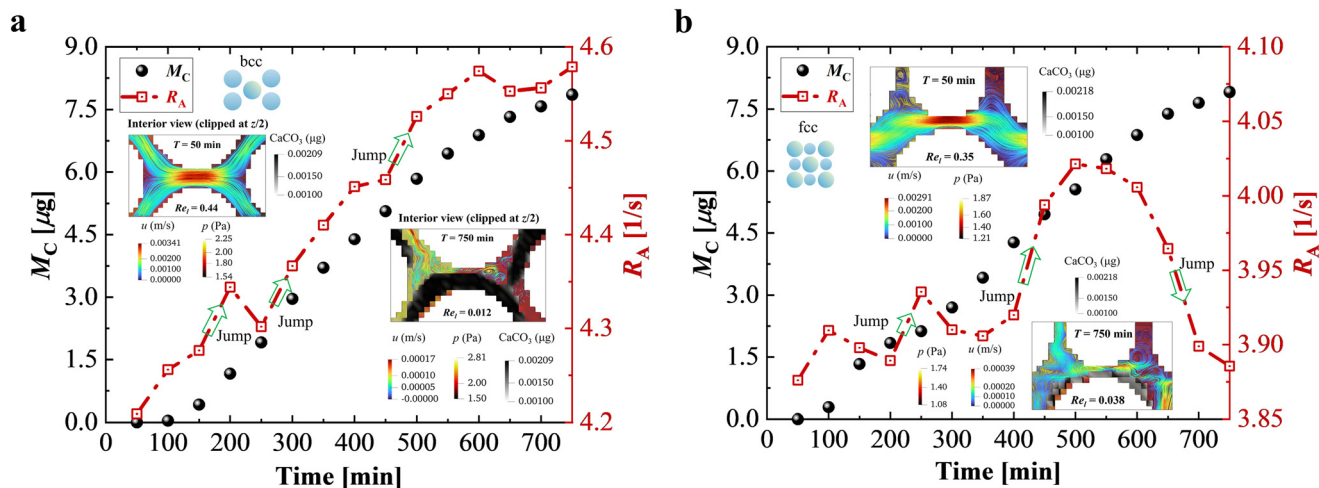 a
9.0
7.5
6.0
4.5
3.0
1.5
0.0
M_C [µg]
M_C
R_A
bcc
Interior view (clipped at z/2)
T = 50 min
Re_l = 0.44
CaCO₃ (µg)
0.00209
0.00150
0.00100
u (m/s)
0.00341
0.00200
0.00100
0.00000
p (Pa)
2.25
2.00
1.80
1.54
Jump
Jump
Jump
Interior view (clipped at z/2)
T = 750 min
Re_l = 0.012
u (m/s)
0.00017
0.00010
0.00005
0.00000
p (Pa)
2.81
2.00
1.50
CaCO₃ (µg)
0.00209
0.00150
0.00100
4.6
4.5
4.4
4.3
4.2
R_A [1/s]
0 100 200 300 400 500 600 700
Time [min]
b
9.0
7.5
6.0
4.5
3.0
1.5
0.0
M_C [µg]
M_C
R_A
fcc
T = 50 min
Re_l = 0.35
CaCO₃ (µg)
0.00218
0.00150
0.00100
u (m/s)
0.00291
0.00200
0.00100
0.00000
p (Pa)
1.87
1.60
1.40
1.21
Jump
Jump
Jump
CaCO₃ (µg)
0.00218
0.00150
0.00100
T = 750 min
Re_l = 0.038
p (Pa)
1.74
1.40
1.08
u (m/s)
0.00039
0.00020
0.00010
0.00000
4.10
4.05
4.00
3.95
3.90
3.85
R_A [1/s]
0 100 200 300 400 500 600 700
Time [min]